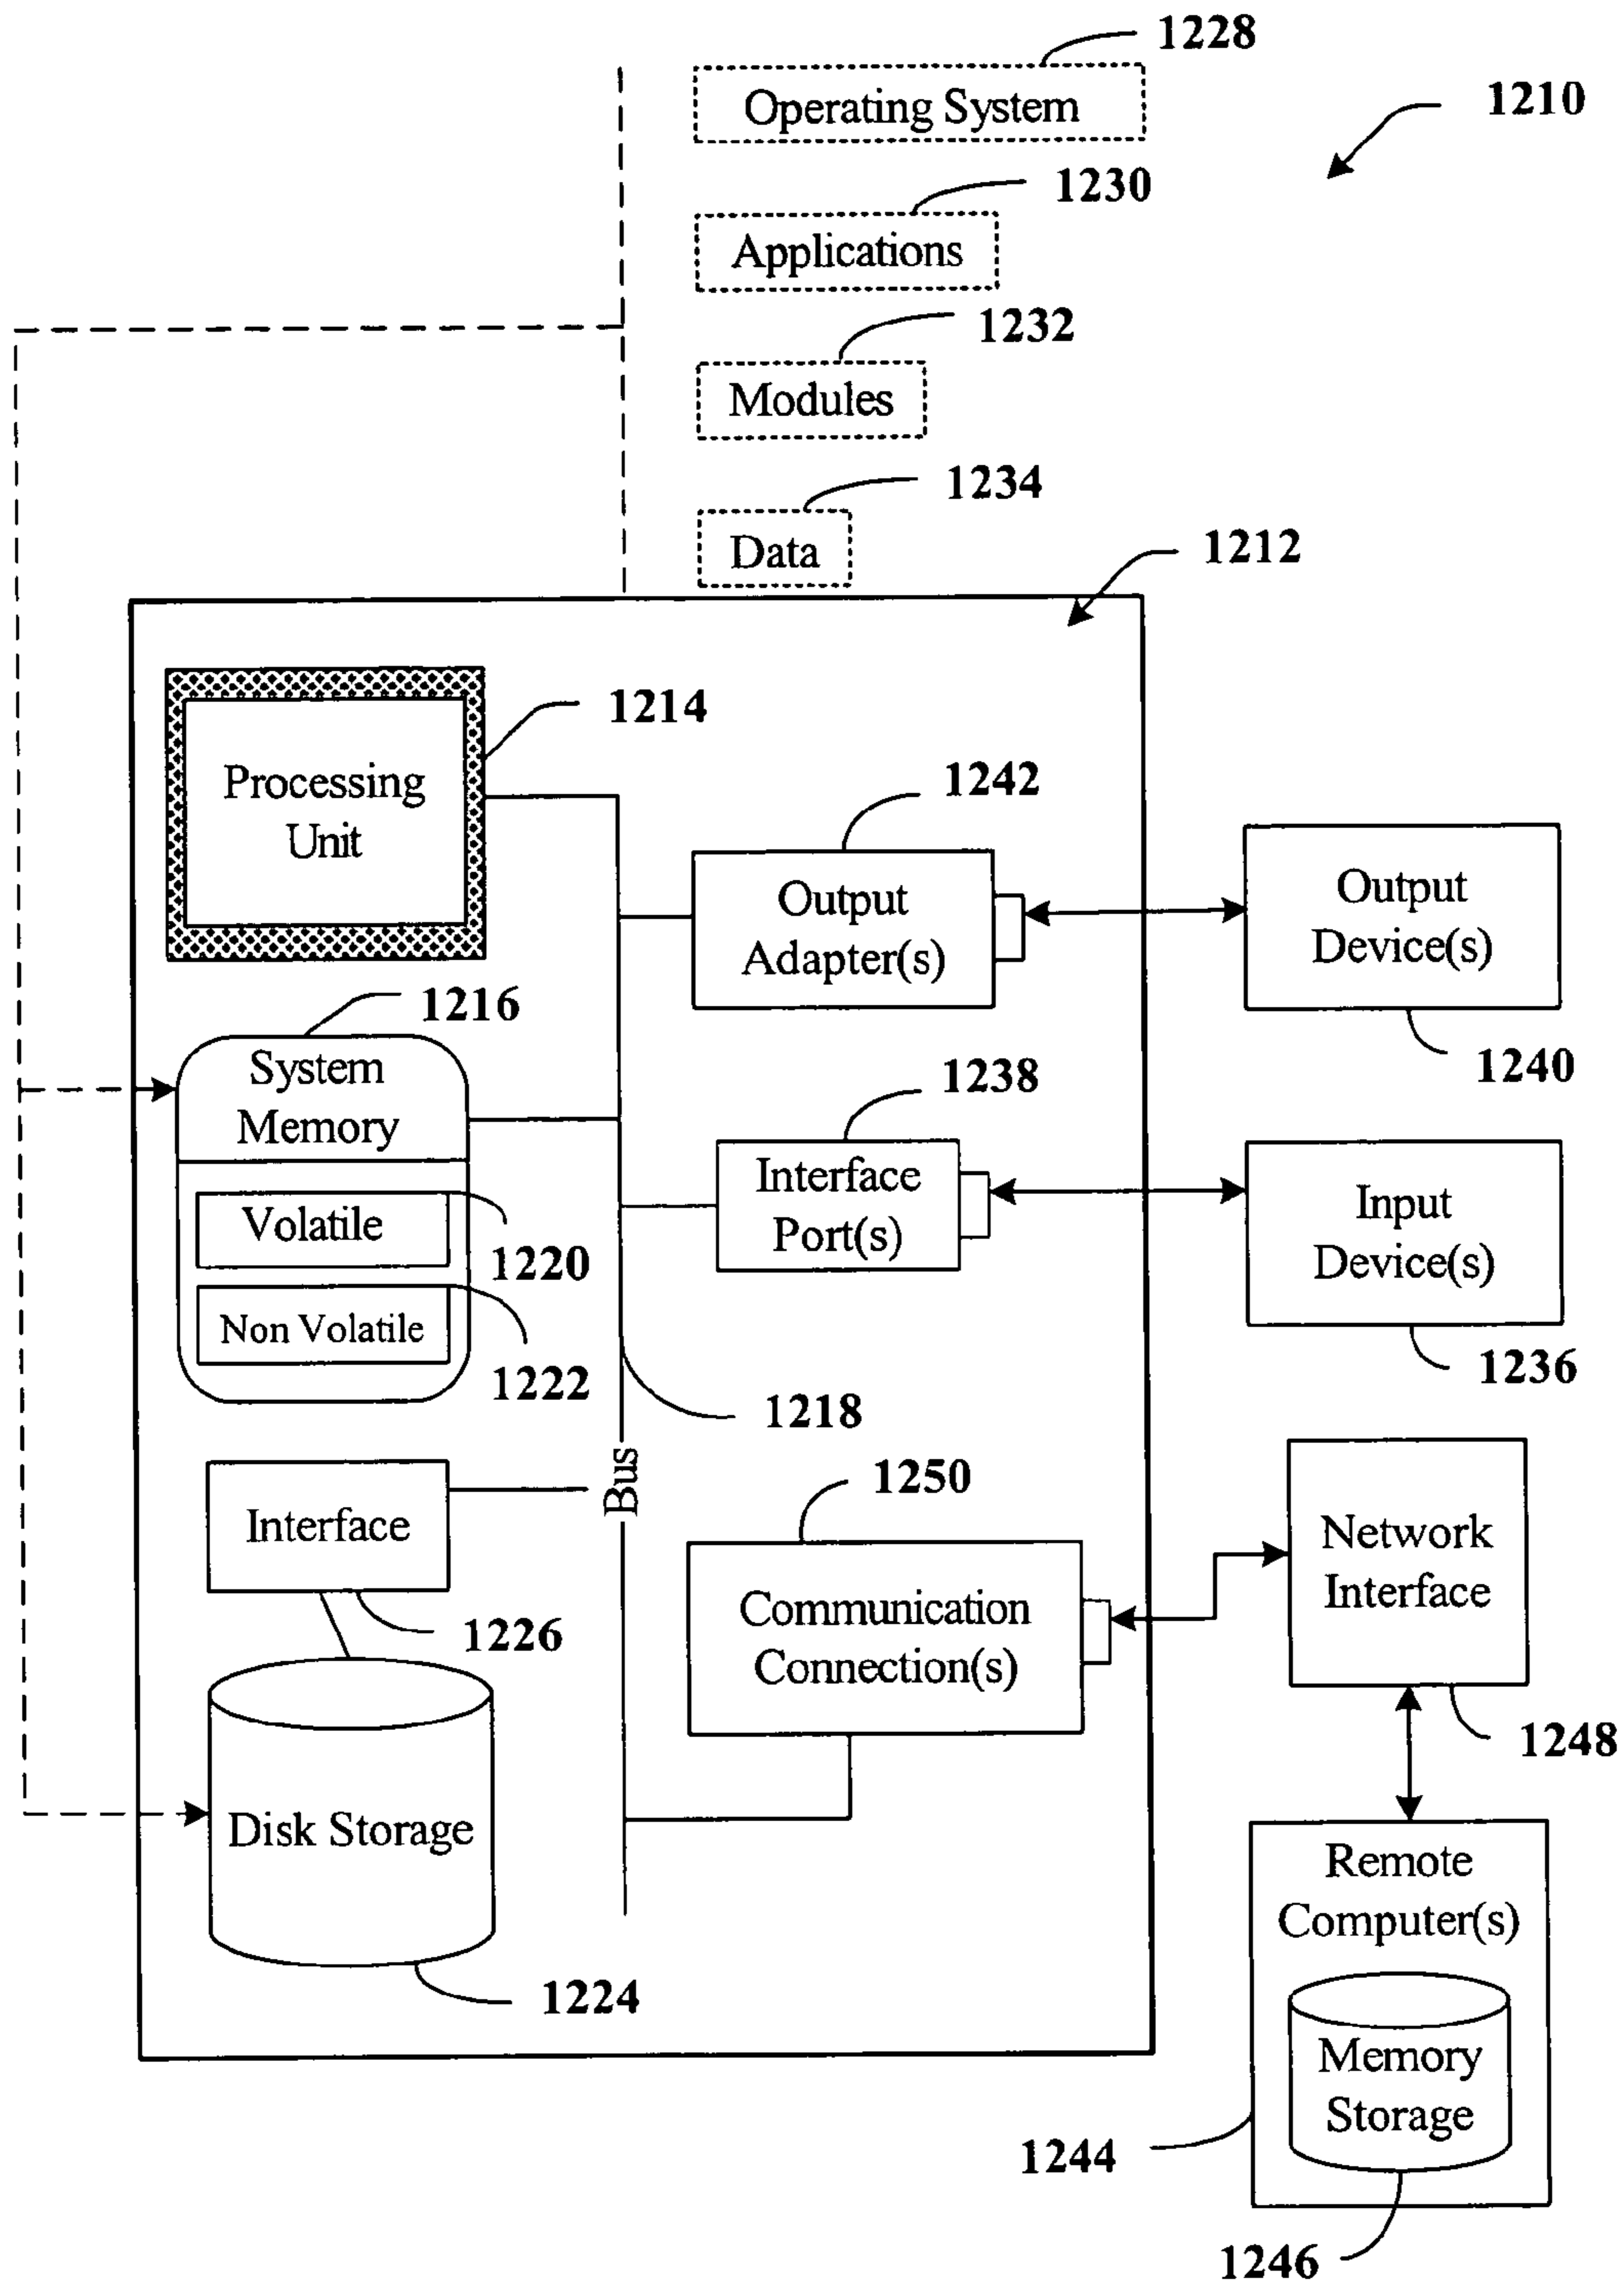 1228
Operating System
1210
1230
Applications
1232
Modules
1234
Data
1212
1214
Processing
Unit
1242
Output
Adapter(s)
Output
Device(s)
1240
1216
System
Memory
1238
Interface
Port(s)
Input
Device(s)
1236
Volatile
1220
Non Volatile
1222
1218
Bus
1250
Interface
1226
Communication
Connection(s)
Network
Interface
1248
Disk Storage
1224
Remote
Computer(s)
Memory
Storage
1244
1246